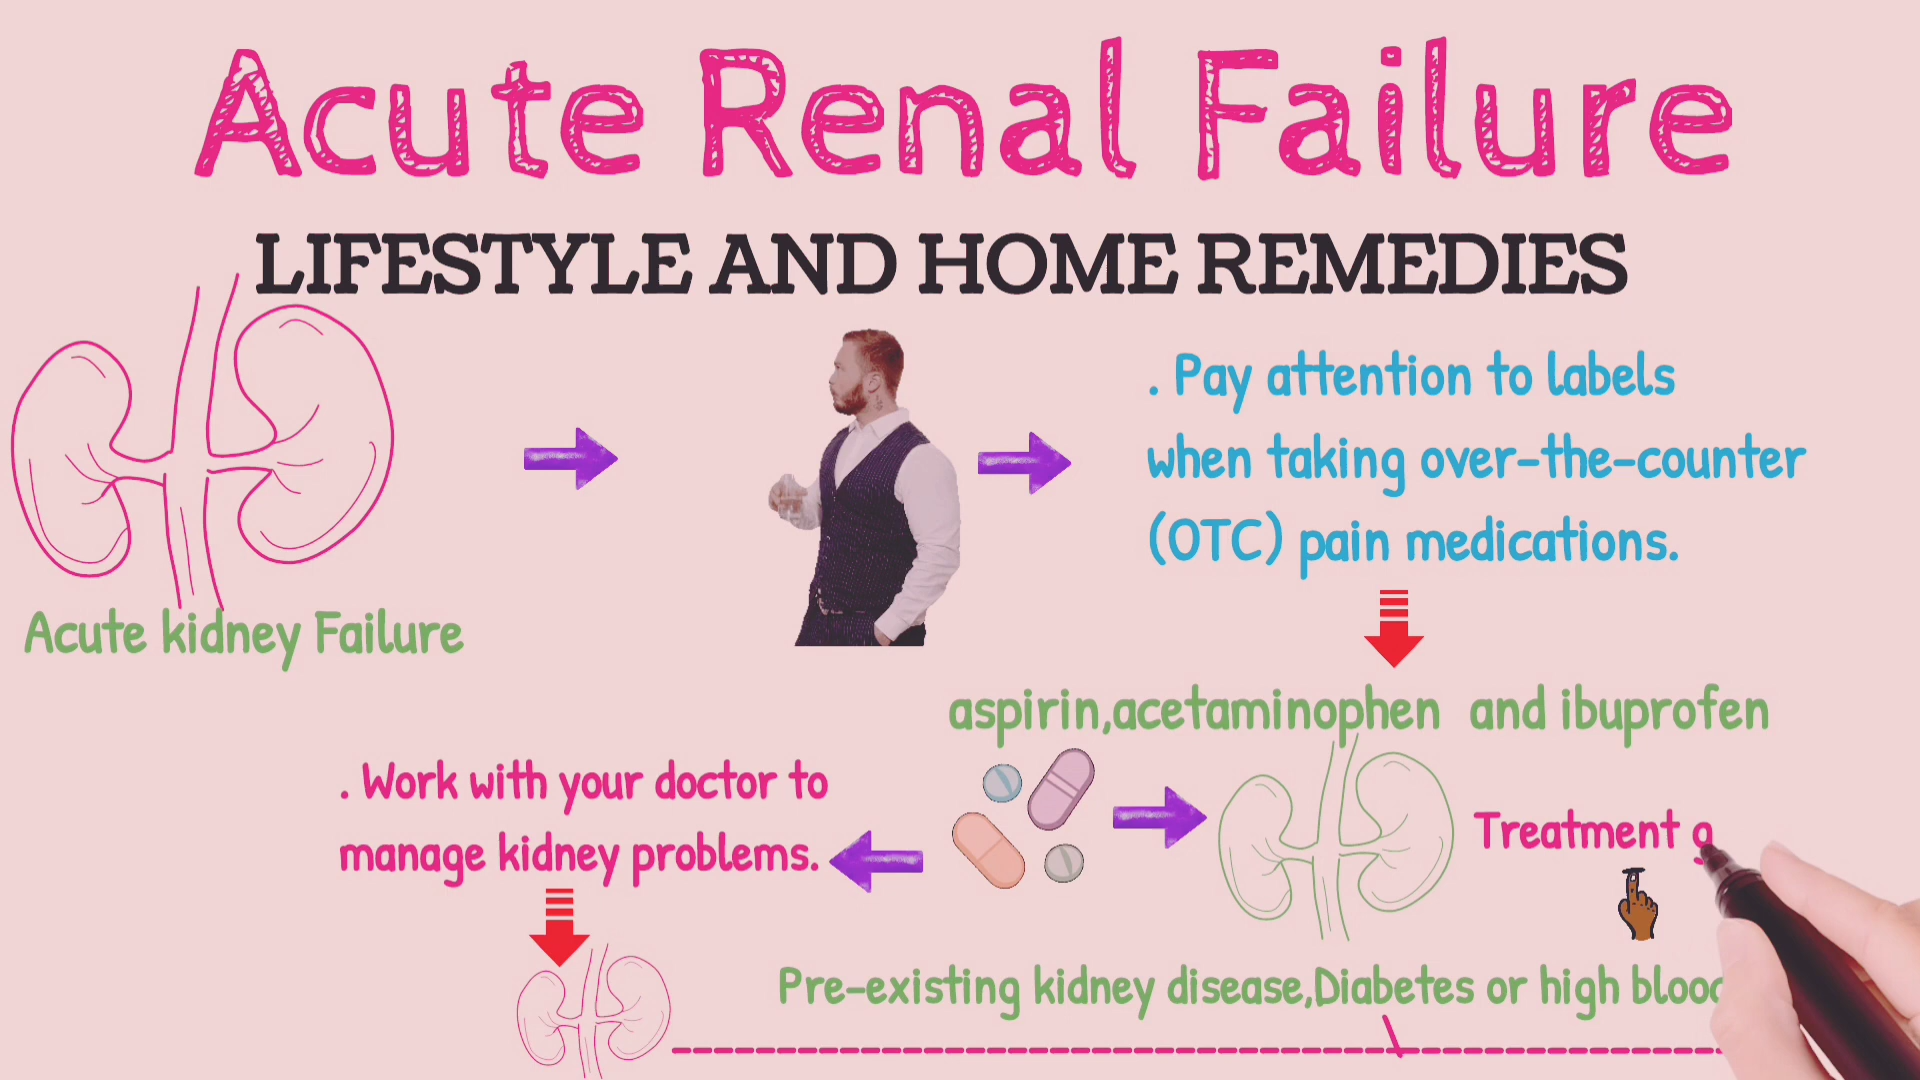 Acute Renal Failure
LIFESTYLE AND HOME REMEDIES
. Pay attention to labels
when taking over-the-counter
(OTC) pain medications.
Acute kidney Failure
aspirin,acetaminophen and ibuprofen
. Work with your doctor to
manage kidney problems.
Treatment
Pre-existing kidney disease,Diabetes or high